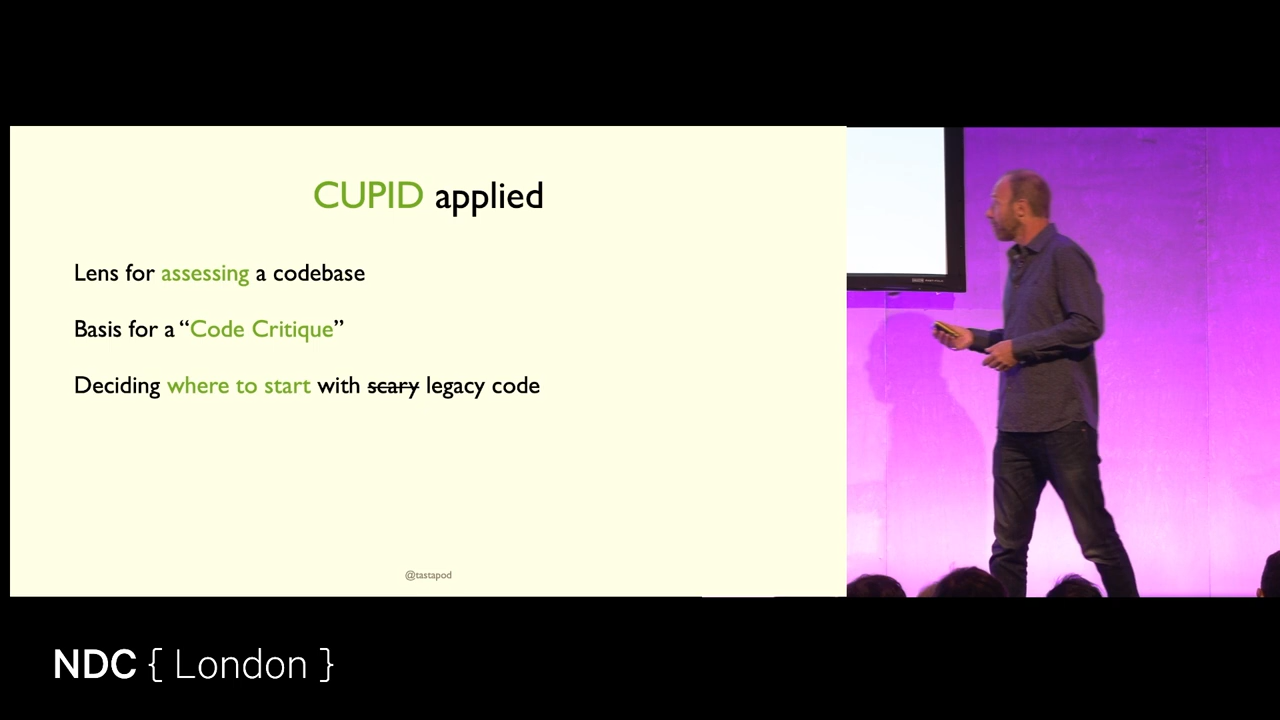 CUPID applied
Lens for assessing a codebase
Basis for a “Code Critique”
Deciding where to start with scary legacy code
@tastapod
NDC { London }